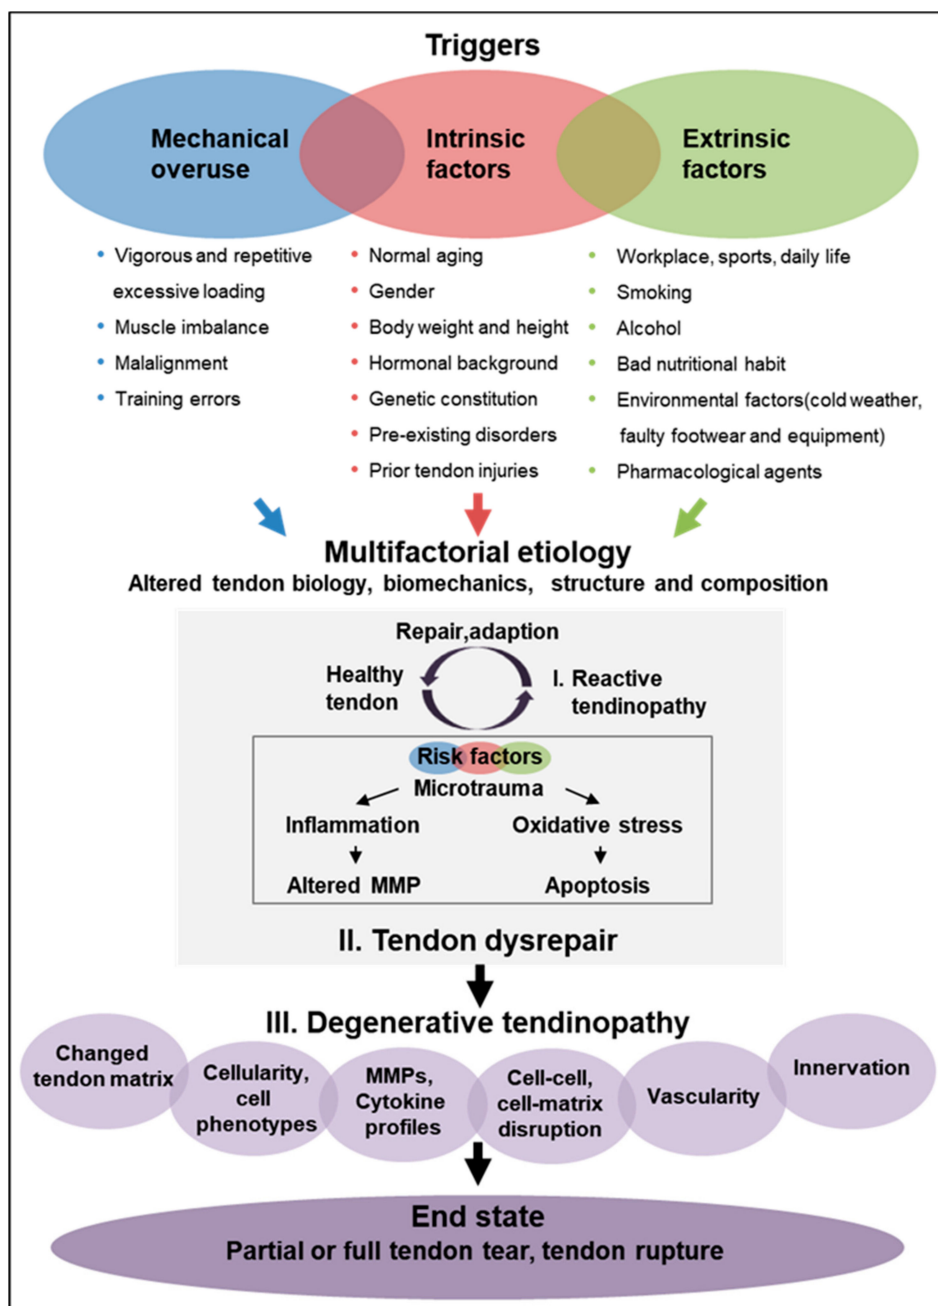 Triggers
Mechanical
overuse
Intrinsic
factors
Extrinsic
factors
• Vigorous and repetitive
excessive loading
• Muscle imbalance
• Malalignment
• Training errors
• Normal aging
• Gender
• Body weight and height
• Hormonal background
• Genetic constitution
• Pre-existing disorders
• Prior tendon injuries
• Workplace, sports, daily life
• Smoking
• Alcohol
• Bad nutritional habit
• Environmental factors(cold weather,
faulty footwear and equipment)
• Pharmacological agents
Multifactorial etiology
Altered tendon biology, biomechanics, structure and composition
Repair,adaption
Healthy
tendon
I. Reactive
tendinopathy
Risk factors
Microtrauma
Inflammation
Oxidative stress
Altered MMP
Apoptosis
II. Tendon dysrepair
III. Degenerative tendinopathy
Changed
tendon matrix
Cellularity,
cell
phenotypes
MMPs,
Cytokine
profiles
Cell-cell,
cell-matrix
disruption
Vascularity
Innervation
End state
Partial or full tendon tear, tendon rupture